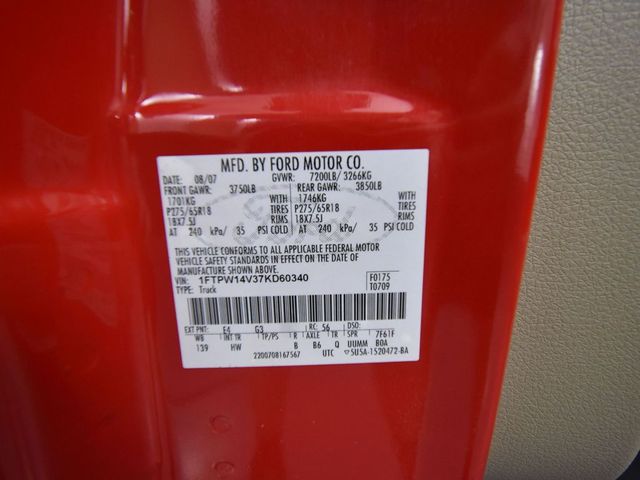 MFD. BY FORD MOTOR CO.
DATE: 08/07 GVWR: 7200LB/ 3266KG
FRONT GAWR: 3750LB REAR GAWR: 3850LB
1701KG WITH 1746KG WITH
P275/65R18 TIRES P275/65R18 TIRES
18X7.5J RIMS 18X7.5J RIMS
AT 240 kPa/ 35 PSI COLD AT 240 kPa/ 35 PSI COLD
THIS VEHICLE CONFORMS TO ALL APPLICABLE FEDERAL MOTOR
VEHICLE SAFETY STANDARDS IN EFFECT ON THE DATE OF
MANUFACTURE SHOWN ABOVE.
VIN: 1FTPW14V37KD60340 F0175
TYPE: Truck T0709
EXT PNT: E4 G3 RC: 56 DSO:
WB INT TR TP/PS R AXLE TR SPR 7F61F
139 HW B B6 Q UUMM BOA
2200708167567 UTC 5U5A-1520472-BA